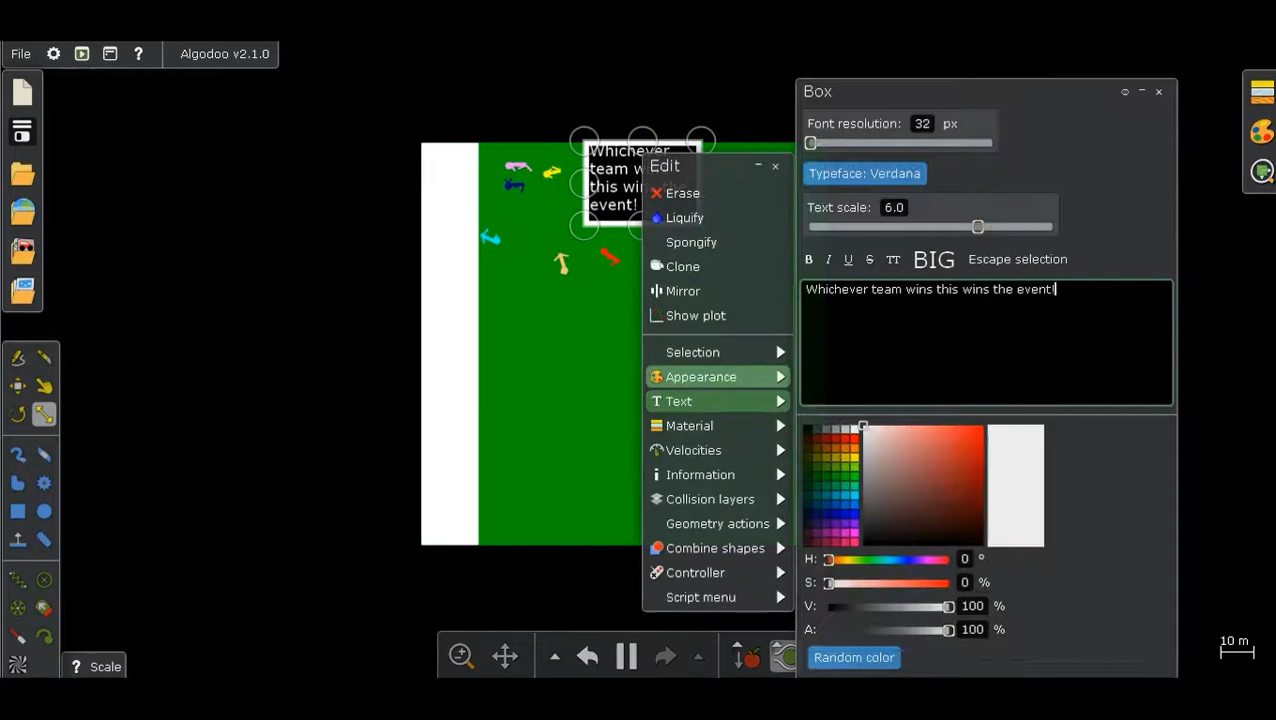 File ? Algodoo v2.1.0
Whichever
team w
this wins the
event!
Edit
Erase
Liquify
Spongify
Clone
Mirror
Show plot
Selection
Appearance
T Text
Material
Velocities
Information
Collision layers
Geometry actions
Combine shapes
Controller
Script menu
Box
Font resolution: 32 px
Typeface: Verdana
Text scale: 6.0
B I U S TT BIG Escape selection
Whichever team wins this wins the event!
H: 0 °
S: 0 %
V: 100 %
A: 100 %
Random color
? Scale
10 m